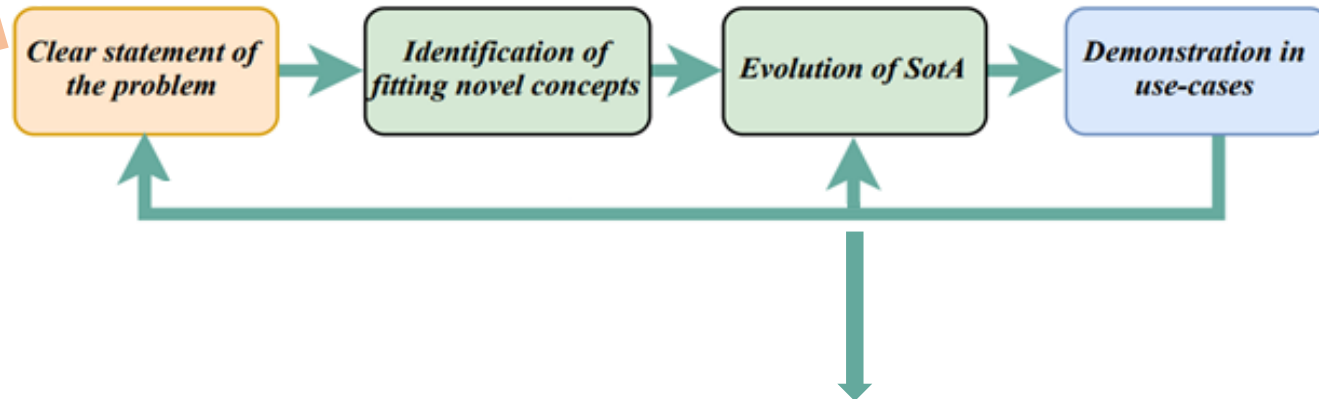 Clear statement of
the problem
Identification of
fitting novel concepts
Evolution of SotA
Demonstration in
use-cases